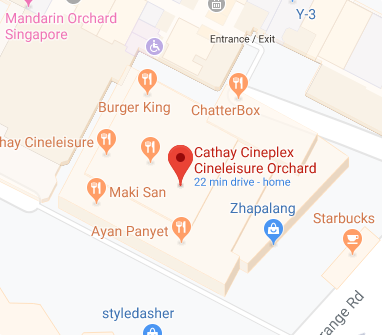 Mandarin Orchard
Singapore
Y-3
Entrance / Exit
Burger King
ChatterBox
hay Cineleisure
Cathay Cineplex
Cineleisure Orchard
22 min drive - home
Maki San
Zhapalang
Ayan Panyet
Starbucks
styledasher
range Rd